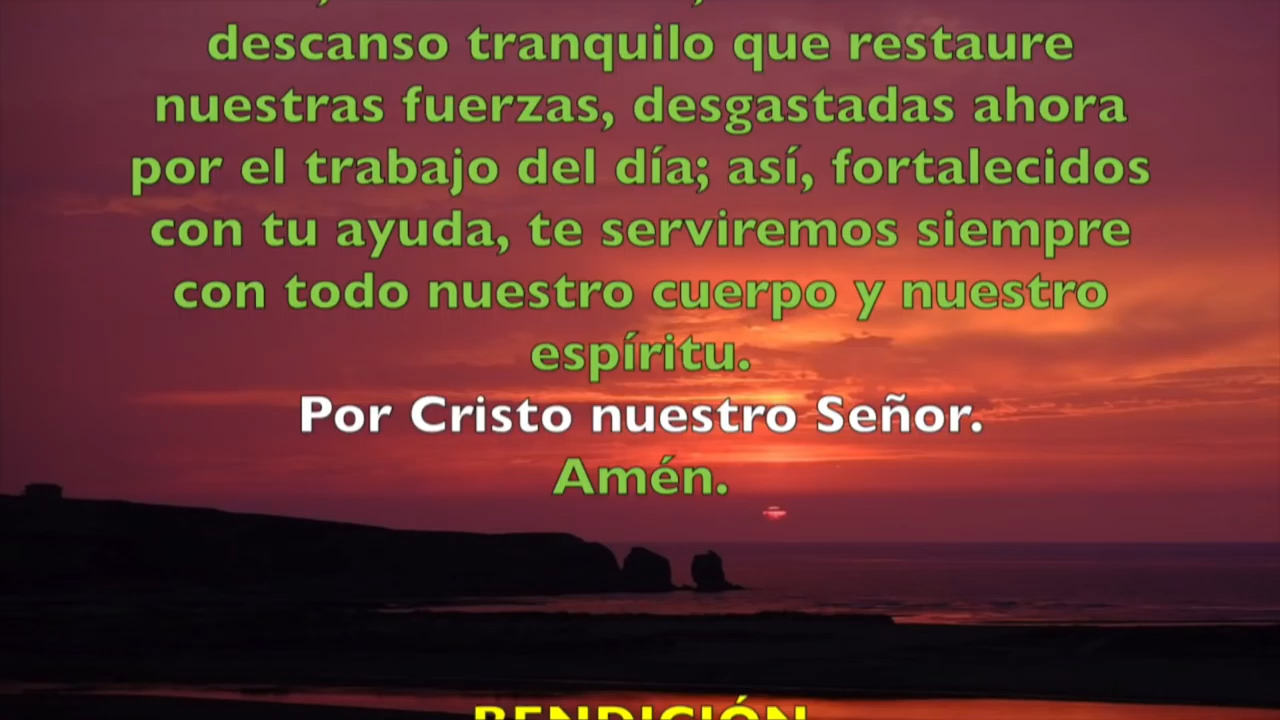 descanso tranquilo que restaure
nuestras fuerzas, desgastadas ahora
por el trabajo del día; así, fortalecidos
con tu ayuda, te serviremos siempre
con todo nuestro cuerpo y nuestro
espíritu.
Por Cristo nuestro Señor.
Amén.
BENDICIÓN